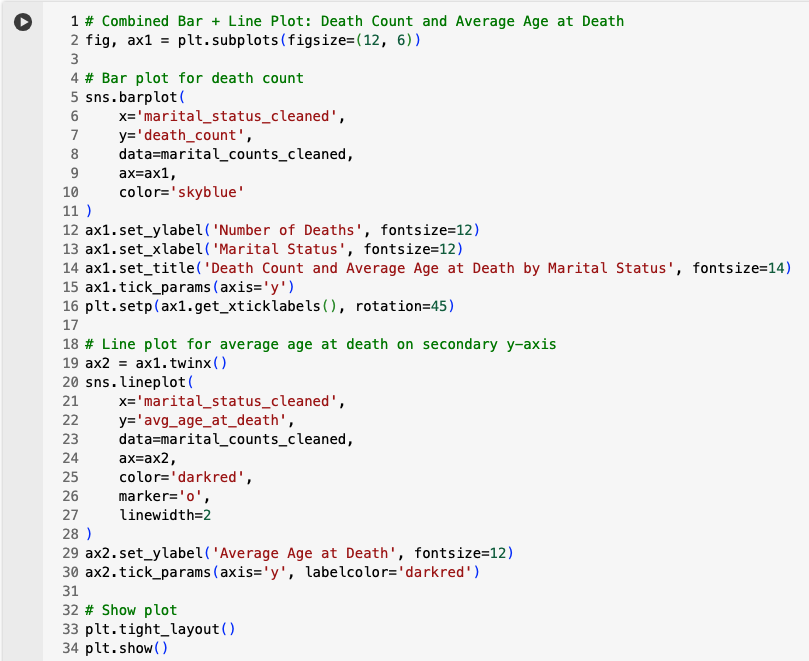 1 # Combined Bar + Line Plot: Death Count and Average Age at Death
2 fig, ax1 = plt.subplots(figsize=(12, 6))
3
4 # Bar plot for death count
5 sns.barplot(
6     x='marital_status_cleaned',
7     y='death_count',
8     data=marital_counts_cleaned,
9     ax=ax1,
10     color='skyblue'
11 )
12 ax1.set_ylabel('Number of Deaths', fontsize=12)
13 ax1.set_xlabel('Marital Status', fontsize=12)
14 ax1.set_title('Death Count and Average Age at Death by Marital Status', fontsize=14)
15 ax1.tick_params(axis='y')
16 plt.setp(ax1.get_xticklabels(), rotation=45)
17
18 # Line plot for average age at death on secondary y-axis
19 ax2 = ax1.twinx()
20 sns.lineplot(
21     x='marital_status_cleaned',
22     y='avg_age_at_death',
23     data=marital_counts_cleaned,
24     ax=ax2,
25     color='darkred',
26     marker='o',
27     linewidth=2
28 )
29 ax2.set_ylabel('Average Age at Death', fontsize=12)
30 ax2.tick_params(axis='y', labelcolor='darkred')
31
32 # Show plot
33 plt.tight_layout()
34 plt.show()